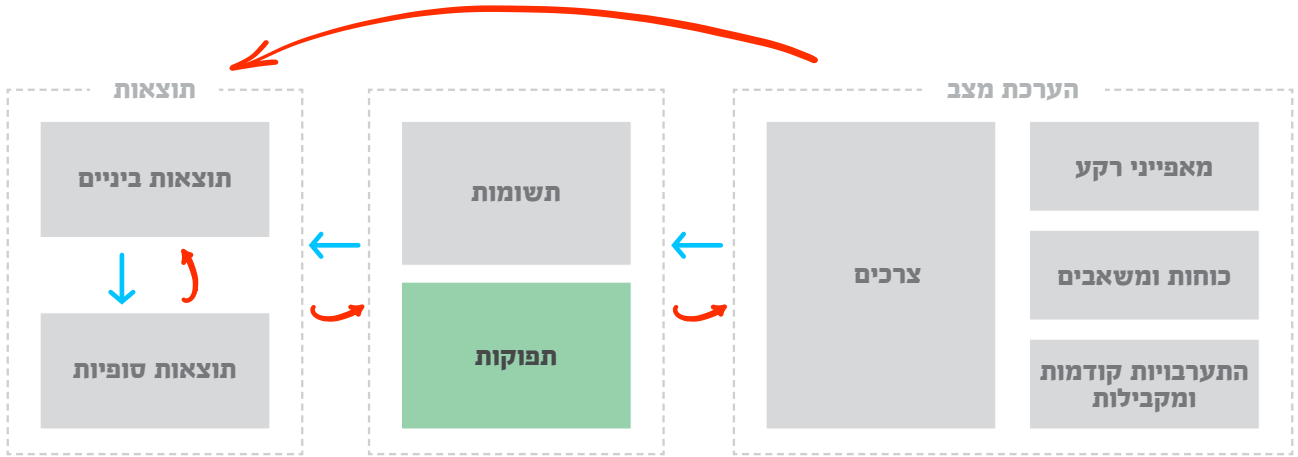 הערכת מצב
מאפייני רקע
כוחות ומשאבים
התערבויות קודמות
ומקבילות
צרכים
תשומות
תפוקות
תוצאות
תוצאות ביניים
תוצאות סופיות